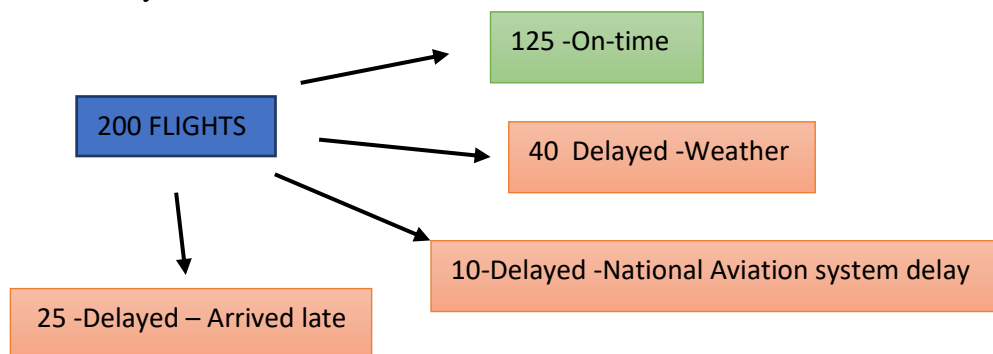 125 -On-time
200 FLIGHTS
40  Delayed -Weather
10-Delayed -National Aviation system delay
25 -Delayed – Arrived late